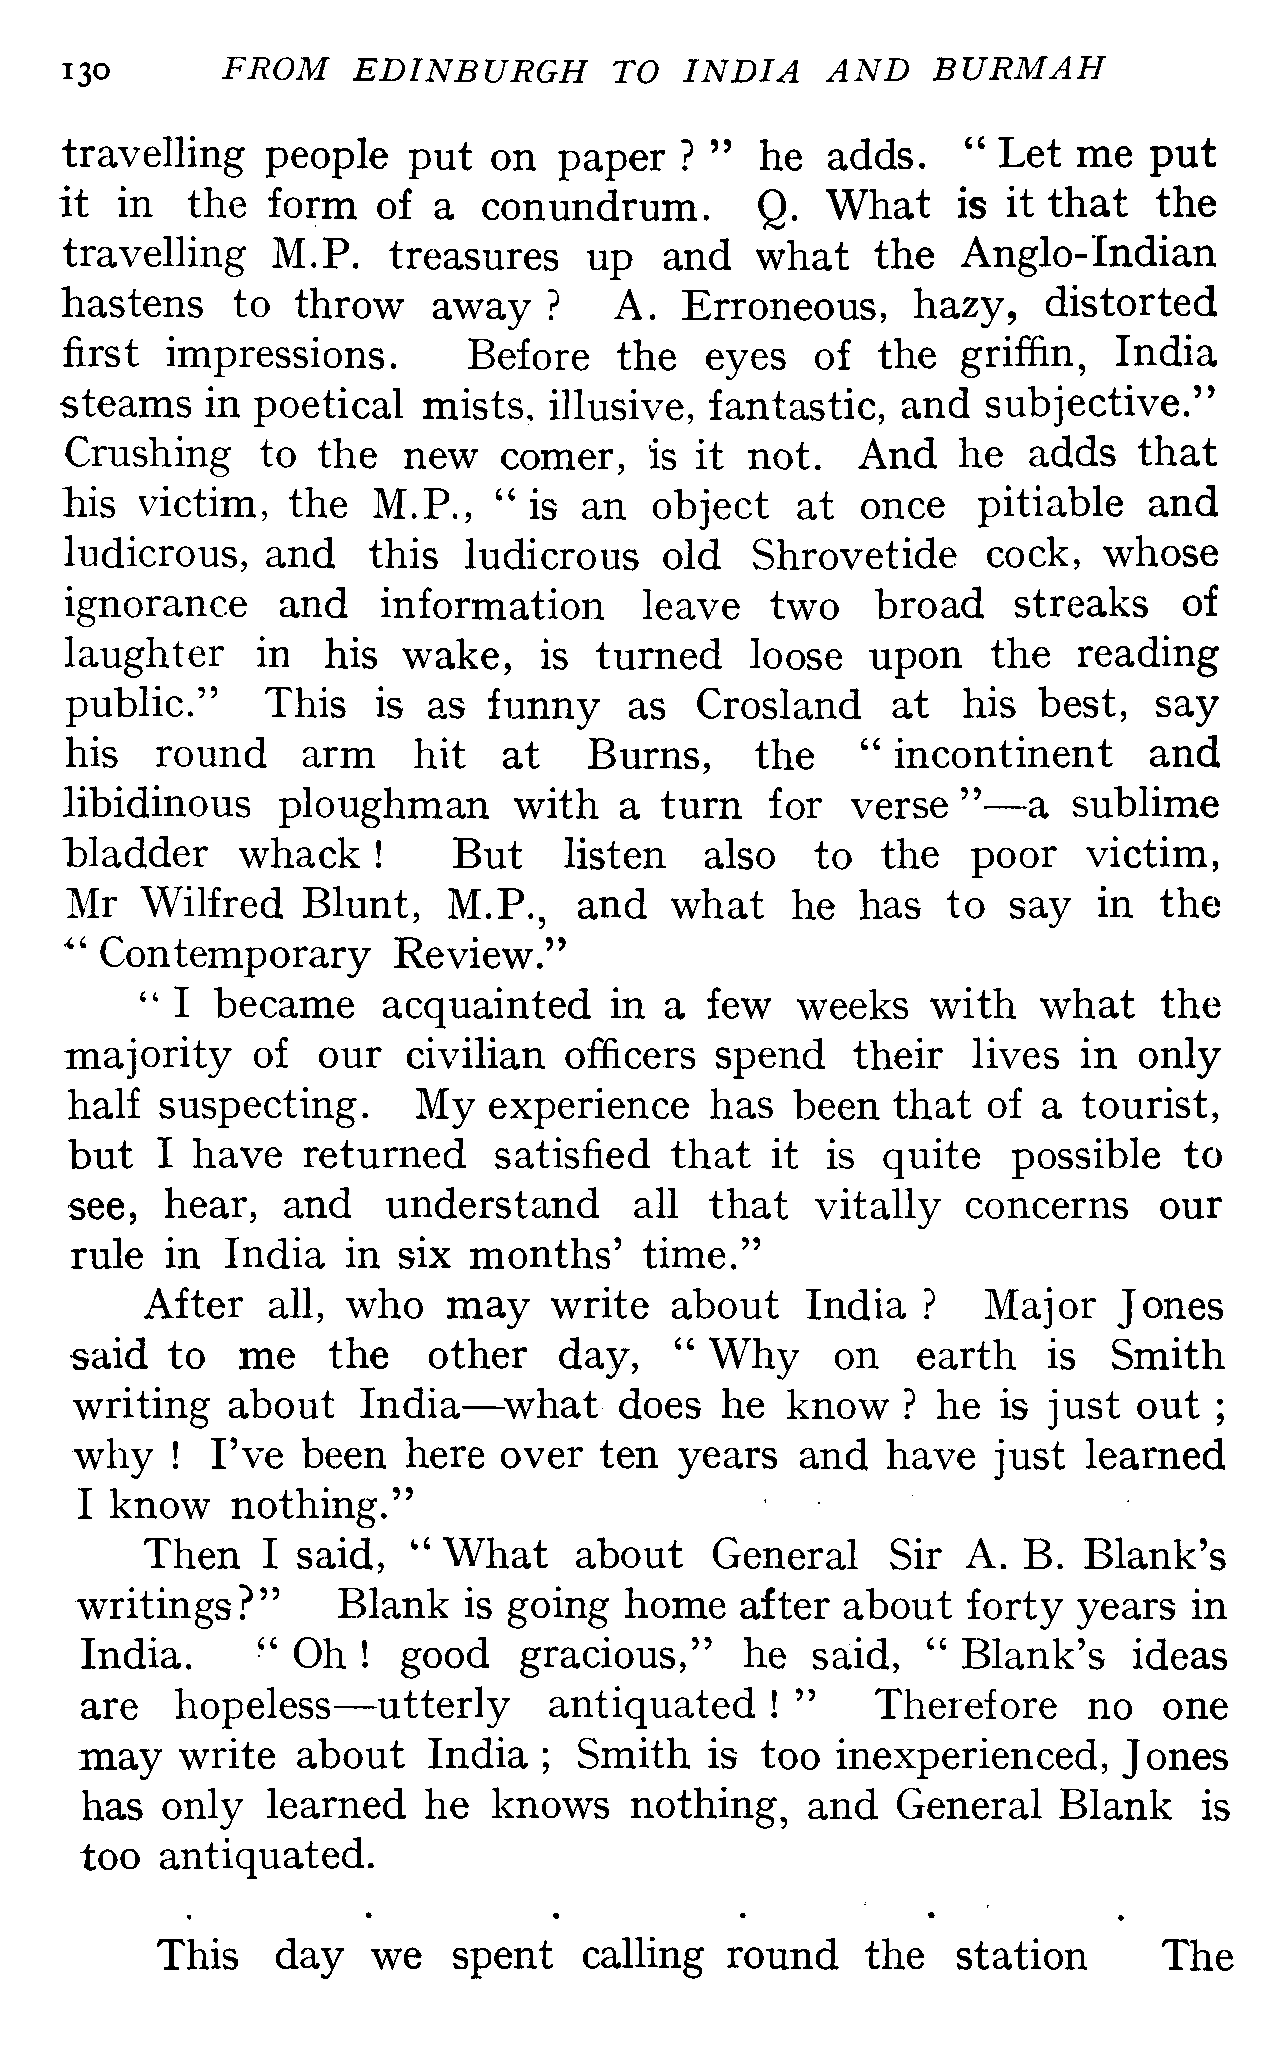 130 FROM EDINBURGH TO INDIA AND BURMAH
travelling people put on paper ? ” he adds. “ Let me put
it in the form of a conundrum. Q. What is it that the
travelling M.P. treasures up and what the Anglo-Indian
hastens to throw away ? A. Erroneous, hazy, distorted
first impressions. Before the eyes of the griffin, India
steams in poetical mists, illusive, fantastic, and subjective.”
Crushing to the new comer, is it not. And he adds that
his victim, the M.P., “ is an object at once pitiable and
ludicrous, and this ludicrous old Shrovetide cock, whose
ignorance and information leave two broad streaks of
laughter in his wake, is turned loose upon the reading
public.” This is as funny as Crosland at his best, say
his round arm hit at Burns, the “ incontinent and
libidinous ploughman with a turn for verse ”—a sublime
bladder whack ! But listen also to the poor victim,
Mr Wilfred Blunt, M.P., and what he has to say in the
“ Contemporary Review.”
“ I became acquainted in a few weeks with what the
majority of our civilian officers spend their lives in only
half suspecting. My experience has been that of a tourist,
but I have returned satisfied that it is quite possible to
see, hear, and understand all that vitally concerns our
rule in India in six months’ time.”
After all, who may write about India ? Major Jones
said to me the other day, “ Why on earth is Smith
writing about India—what does he know ? he is just out ;
why ! I’ve been here over ten years and have just learned
I know nothing.”
Then I said, “ What about General Sir A. B. Blank’s
writings?” Blank is going home after about forty years in
India. “ Oh ! good gracious,” he said, “ Blank’s ideas
are hopeless—utterly antiquated ! ” Therefore no one
may write about India ; Smith is too inexperienced, Jones
has only learned he knows nothing, and General Blank is
too antiquated.
. . . . . .
This day we spent calling round the station The